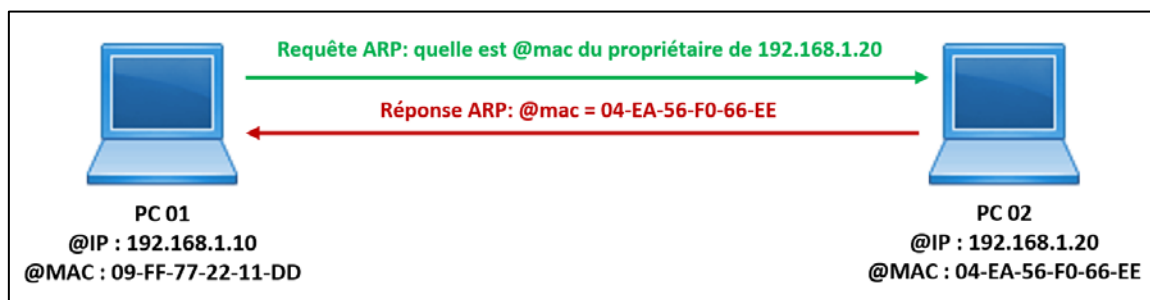 Requête ARP: quelle est @mac du propriétaire de 192.168.1.20
Réponse ARP: @mac = 04-EA-56-F0-66-EE
PC 01
@IP : 192.168.1.10
@MAC : 09-FF-77-22-11-DD
PC 02
@IP : 192.168.1.20
@MAC : 04-EA-56-F0-66-EE